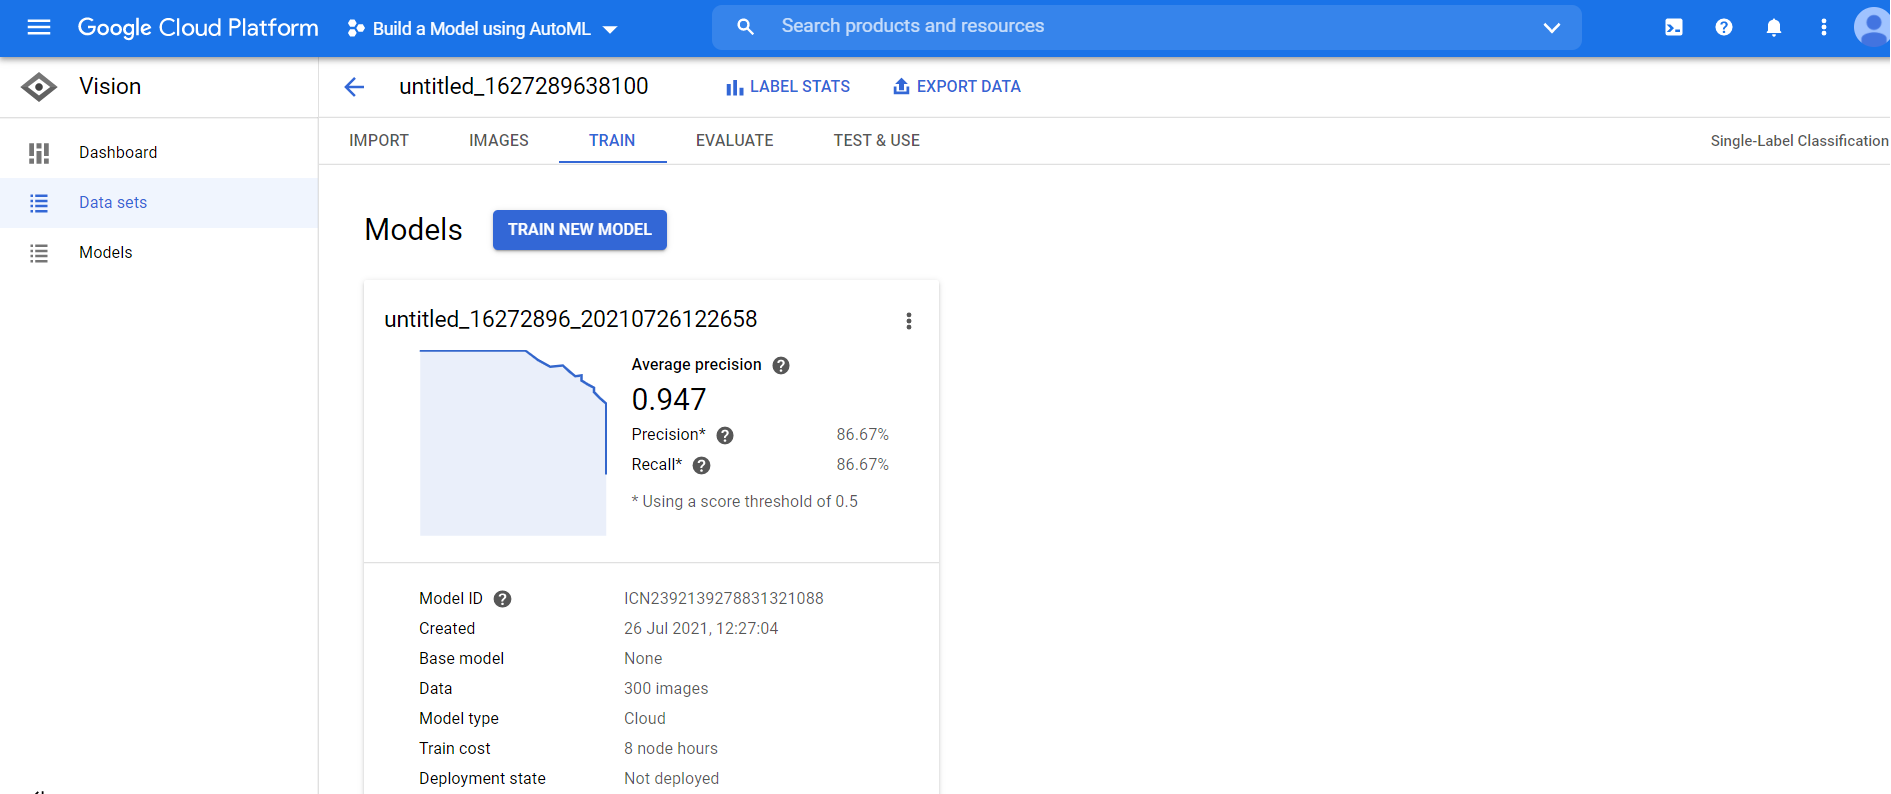 Google Cloud Platform
Build a Model using AutoML
Search products and resources
Vision
untitled_1627289638100
LABEL STATS
EXPORT DATA
Dashboard
Data sets
Models
IMPORT
IMAGES
TRAIN
EVALUATE
TEST & USE
Single-Label Classification
Models
TRAIN NEW MODEL
untitled_16272896_20210726122658
Average precision
0.947
Precision* 86.67%
Recall* 86.67%
* Using a score threshold of 0.5
Model ID ICN2392139278831321088
Created 26 Jul 2021, 12:27:04
Base model None
Data 300 images
Model type Cloud
Train cost 8 node hours
Deployment state Not deployed